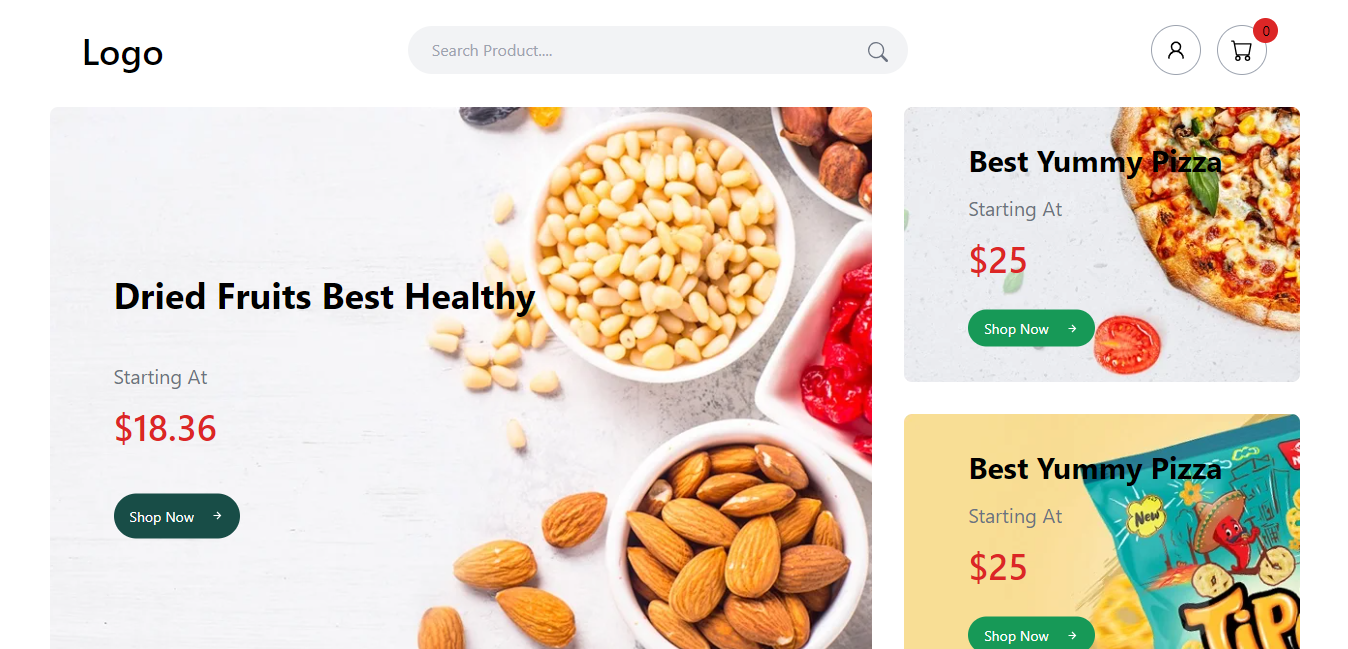 Logo
Search Product....
0
Dried Fruits Best Healthy
Starting At
$18.36
Shop Now
Best Yummy Pizza
Starting At
$25
Shop Now
Best Yummy Pizza
Starting At
$25
Shop Now
New